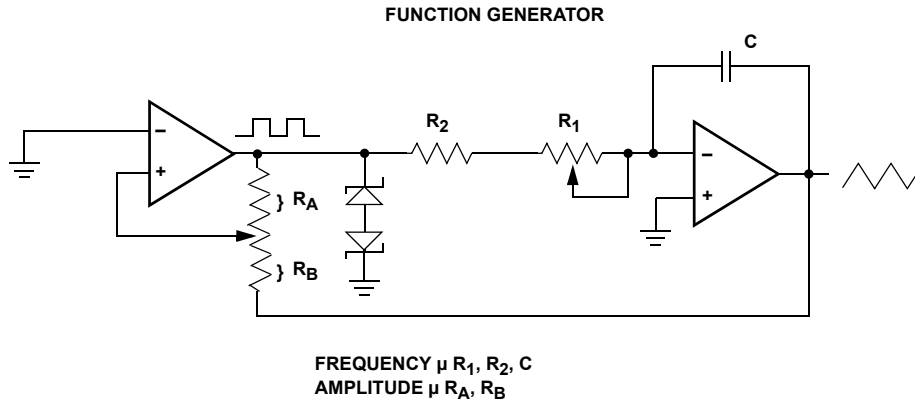 FUNCTION GENERATOR
C
R2
R1
−
+
RA
RB
−
+
FREQUENCY µ R1, R2, C
AMPLITUDE µ RA, RB